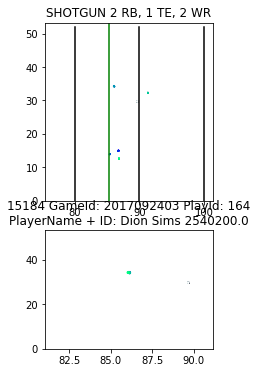 SHOTGUN 2 RB, 1 TE, 2 WR
50
40
30
20
10
0
80 90 100
15184 GameId: 2017092403 PlayId: 164
PlayerName + ID: Dion Sims 2540200.0
40
20
0
82.5 85.0 87.5 90.0